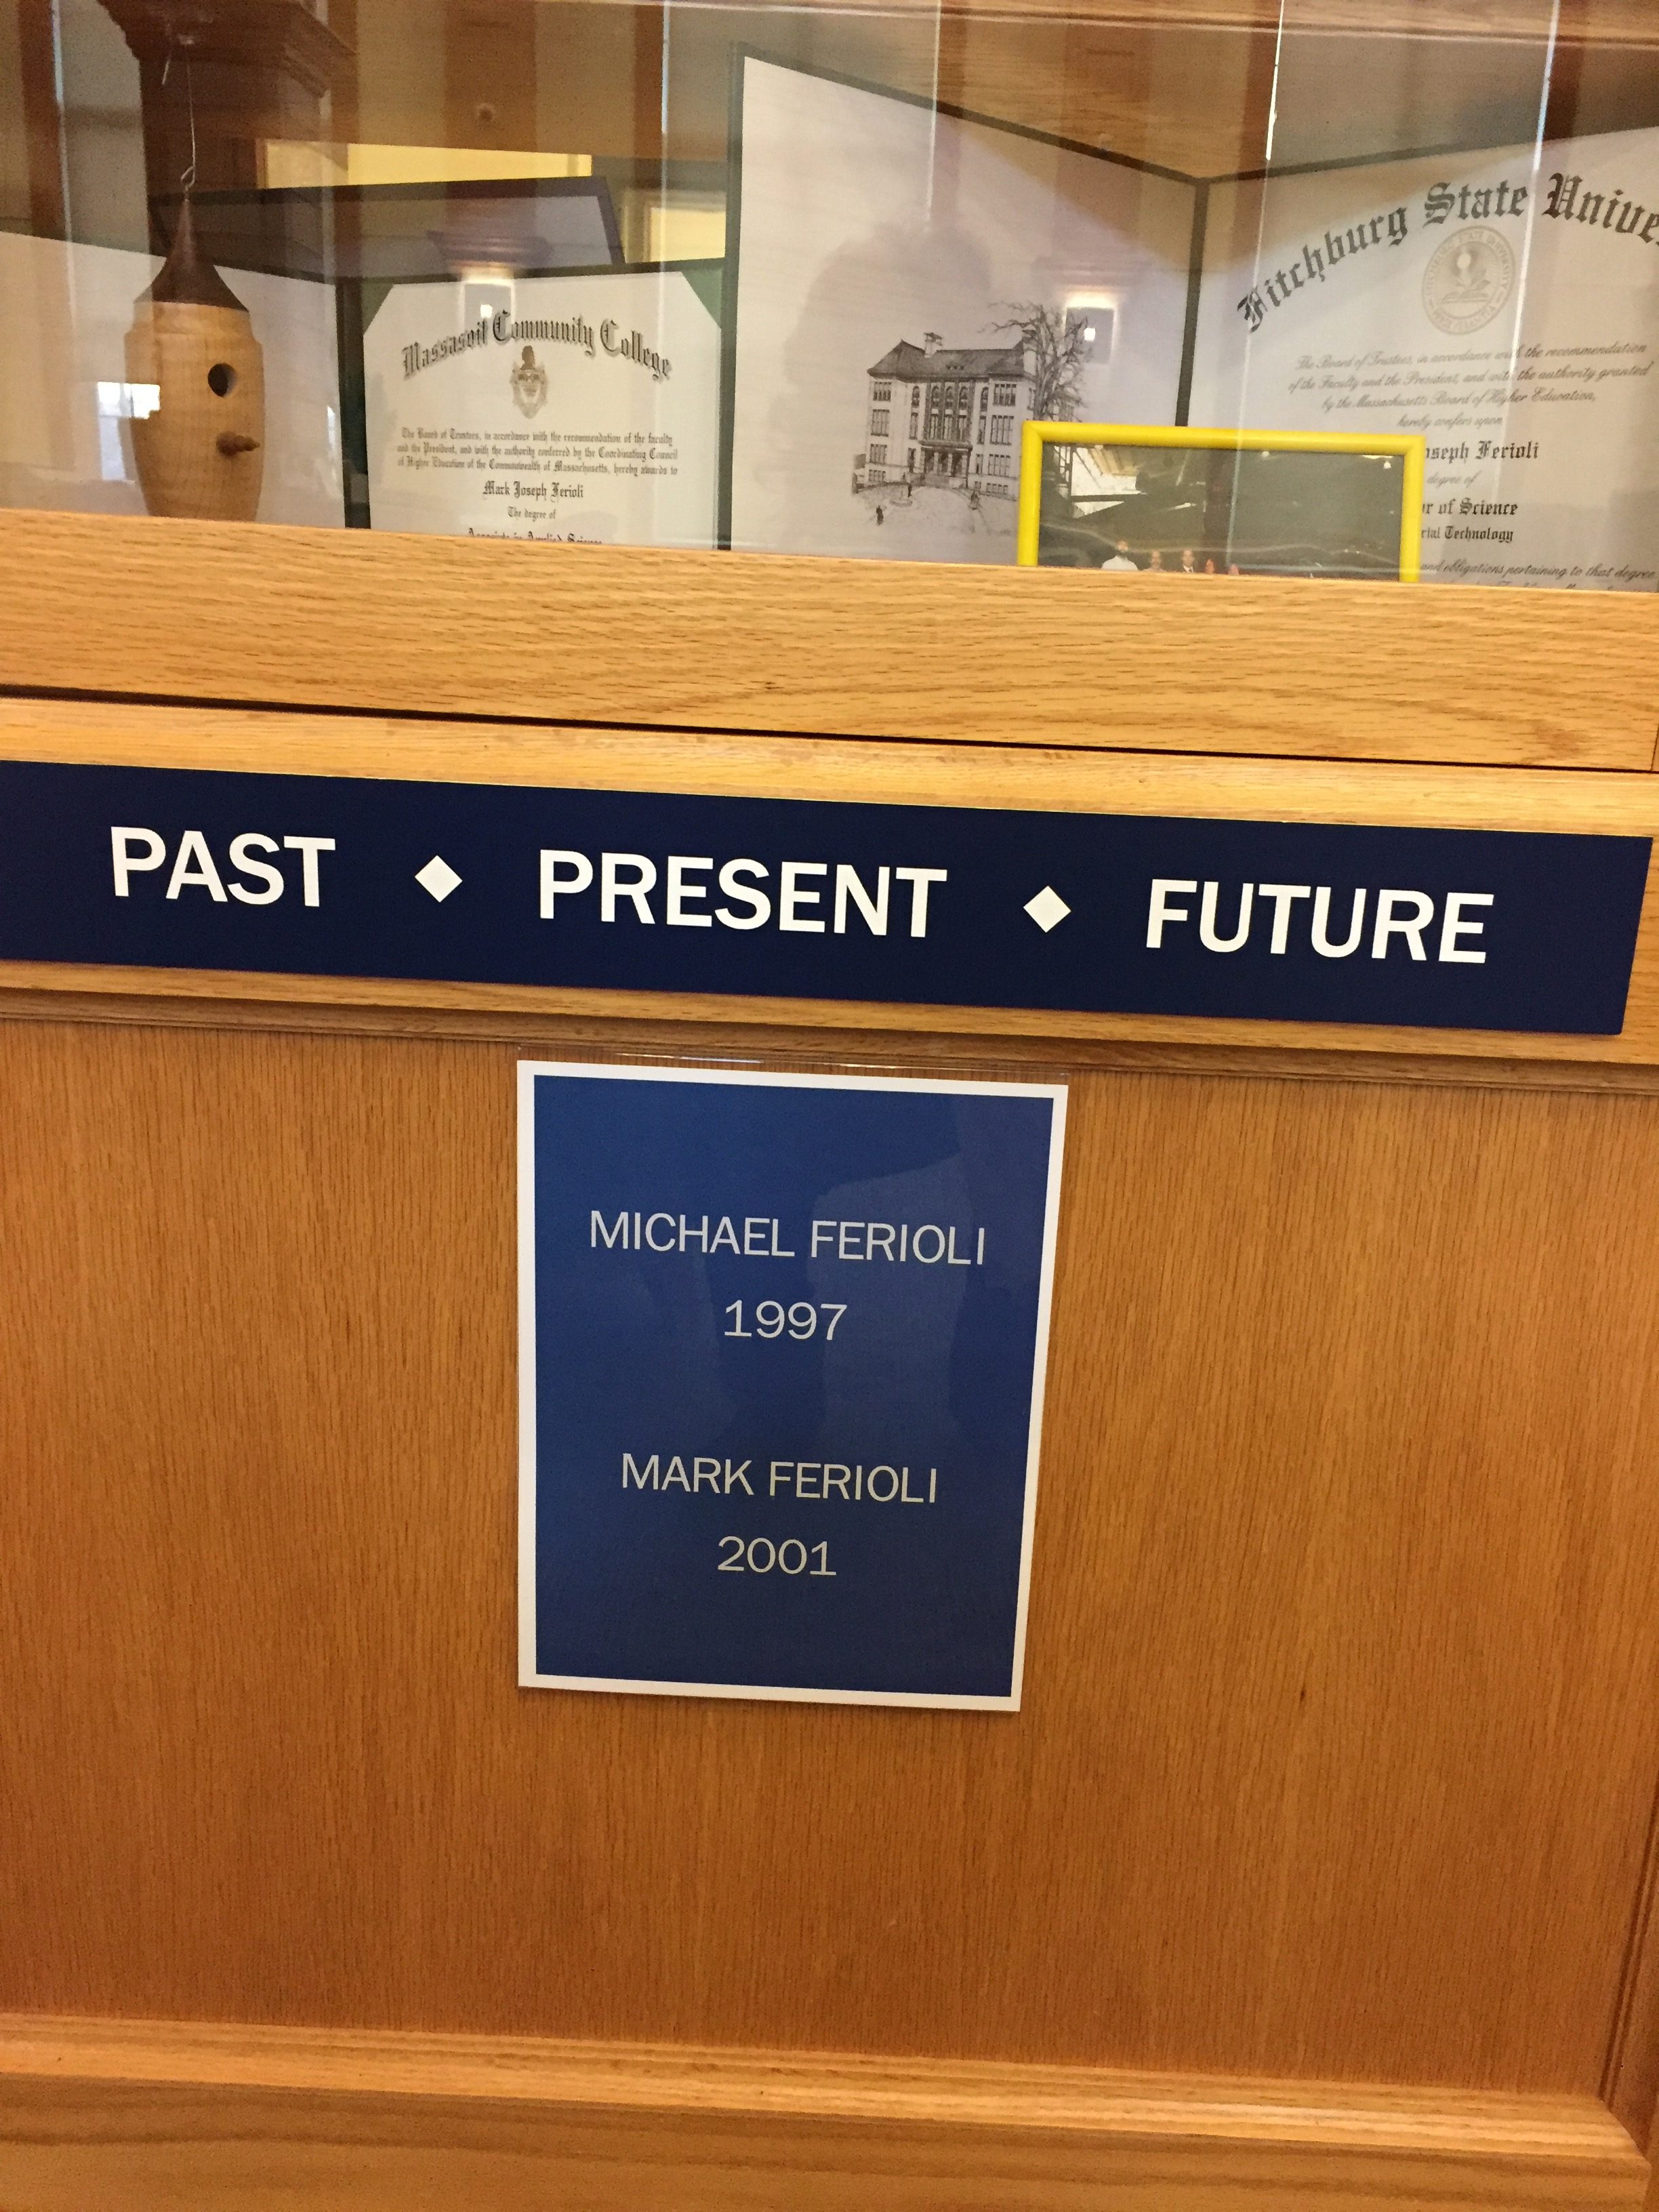 Massasoit Community College
The Board of Trustees, in accordance with the recommendation of the faculty
and the President, and with the authority conferred by the Coordinating Council
of Higher Education of the Commonwealth of Massachusetts, hereby awards to
Mark Joseph Ferioli
The degree of
Associate in Applied Science
Fitchburg State Unive
The Board of Trustees, in accordance with the recommendation
of the Faculty and the President, and with the authority granted
by the Massachusetts Board of Higher Education,
hereby confers upon
oseph Ferioli
degree of
or of Science
rial Technology
and obligations pertaining to that degree
PAST ◆ PRESENT ◆ FUTURE
MICHAEL FERIOLI
1997
MARK FERIOLI
2001